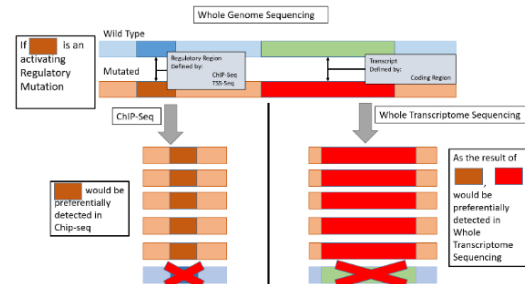 Whole Genome Sequencing
Wild Type
If is an
activating
Regulatory
Mutation
Mutated
Regulatory Region
Defined by:
ChIP-Seq
TSS-Seq
Transcript
Defined by:
Coding Region
ChIP-Seq
Whole Transcriptome Sequencing
would be
preferentially
detected in
Chip-seq
As the result of
,
would be
preferentially
detected in
Whole
Transcriptome
Sequencing